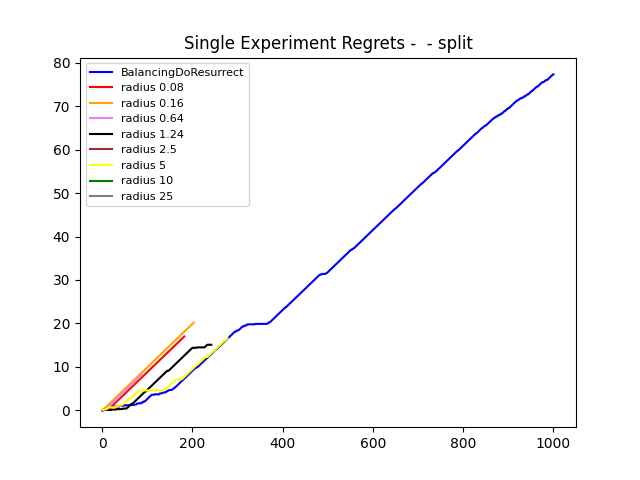 Single Experiment Regrets -  - split
80
70
60
50
40
30
20
10
0
BalancingDoResurrect
radius 0.08
radius 0.16
radius 0.64
radius 1.24
radius 2.5
radius 5
radius 10
radius 25
0 200 400 600 800 1000